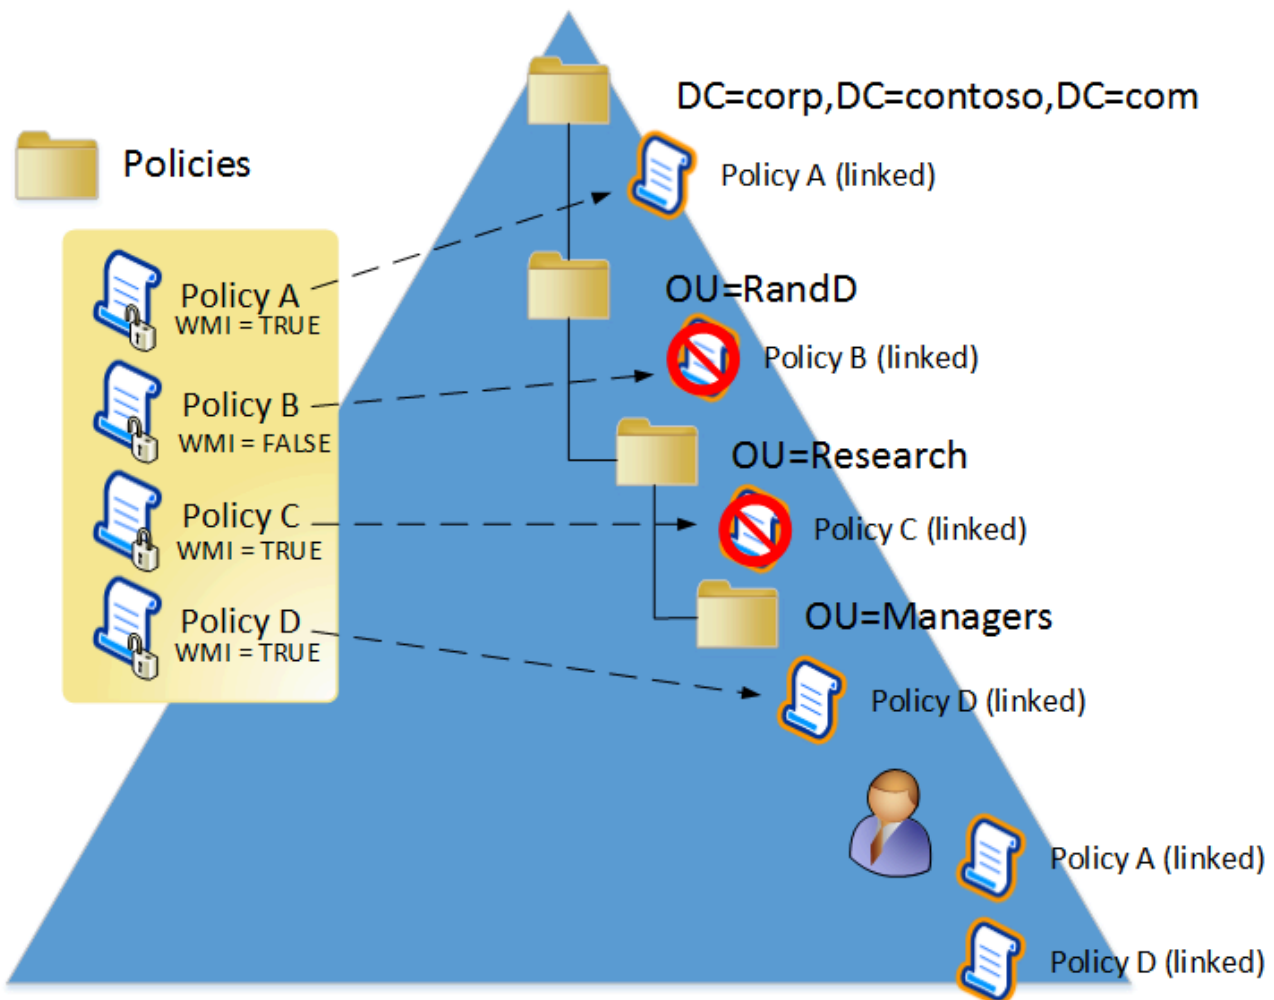 DC=corp,DC=contoso,DC=com
Policies
Policy A (linked)
Policy A
WMI = TRUE
OU=RandD
Policy B (linked)
Policy B
WMI = FALSE
OU=Research
Policy C
WMI = TRUE
Policy C (linked)
OU=Managers
Policy D
WMI = TRUE
Policy D (linked)
Policy A (linked)
Policy D (linked)